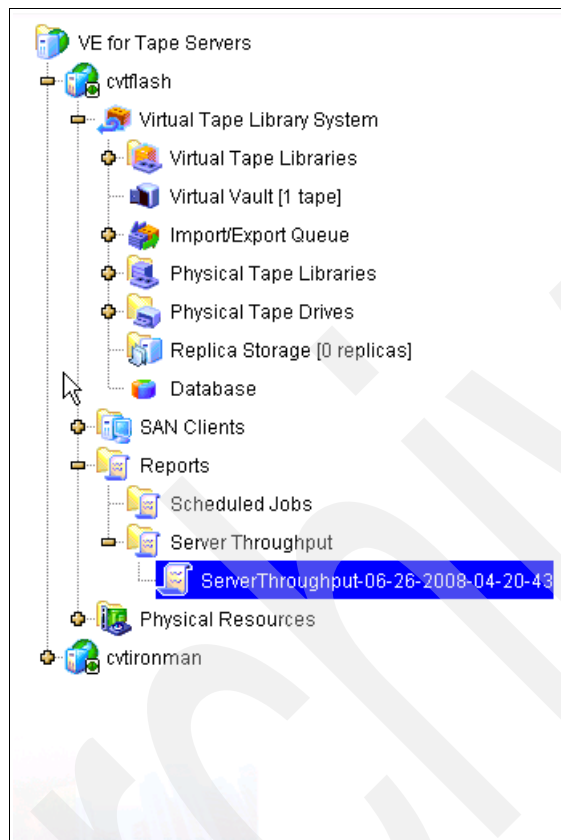 VE for Tape Servers
cvtflash
Virtual Tape Library System
Virtual Tape Libraries
Virtual Vault [1 tape]
Import/Export Queue
Physical Tape Libraries
Physical Tape Drives
Replica Storage [0 replicas]
Database
SAN Clients
Reports
Scheduled Jobs
Server Throughput
ServerThroughput-06-26-2008-04-20-43
Physical Resources
cvtironman